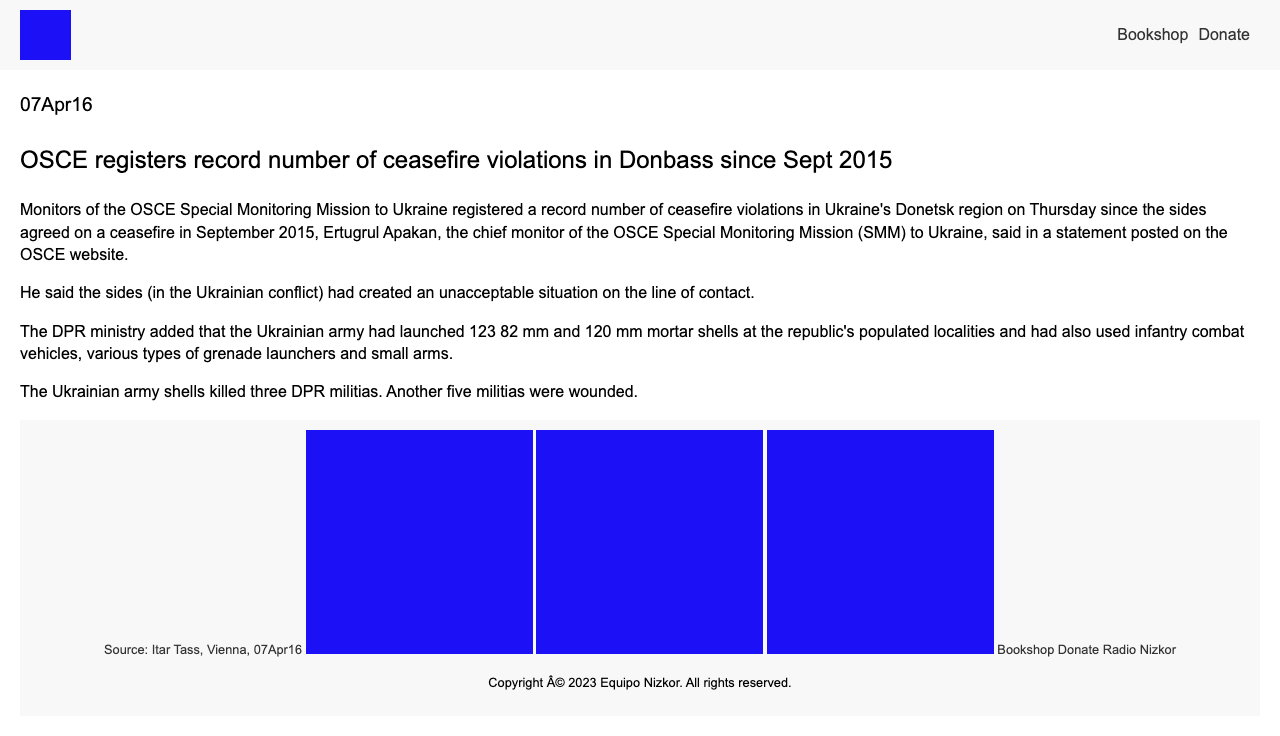 Bookshop Donate
07Apr16
OSCE registers record number of ceasefire violations in Donbass since Sept 2015
Monitors of the OSCE Special Monitoring Mission to Ukraine registered a record number of ceasefire violations in Ukraine's Donetsk region on Thursday since the sides
agreed on a ceasefire in September 2015, Ertugrul Apakan, the chief monitor of the OSCE Special Monitoring Mission (SMM) to Ukraine, said in a statement posted on the
OSCE website.
He said the sides (in the Ukrainian conflict) had created an unacceptable situation on the line of contact.
The DPR ministry added that the Ukrainian army had launched 123 82 mm and 120 mm mortar shells at the republic's populated localities and had also used infantry combat
vehicles, various types of grenade launchers and small arms.
The Ukrainian army shells killed three DPR militias. Another five militias were wounded.
Source: Itar Tass, Vienna, 07Apr16 Bookshop Donate Radio Nizkor
Copyright Â© 2023 Equipo Nizkor. All rights reserved.